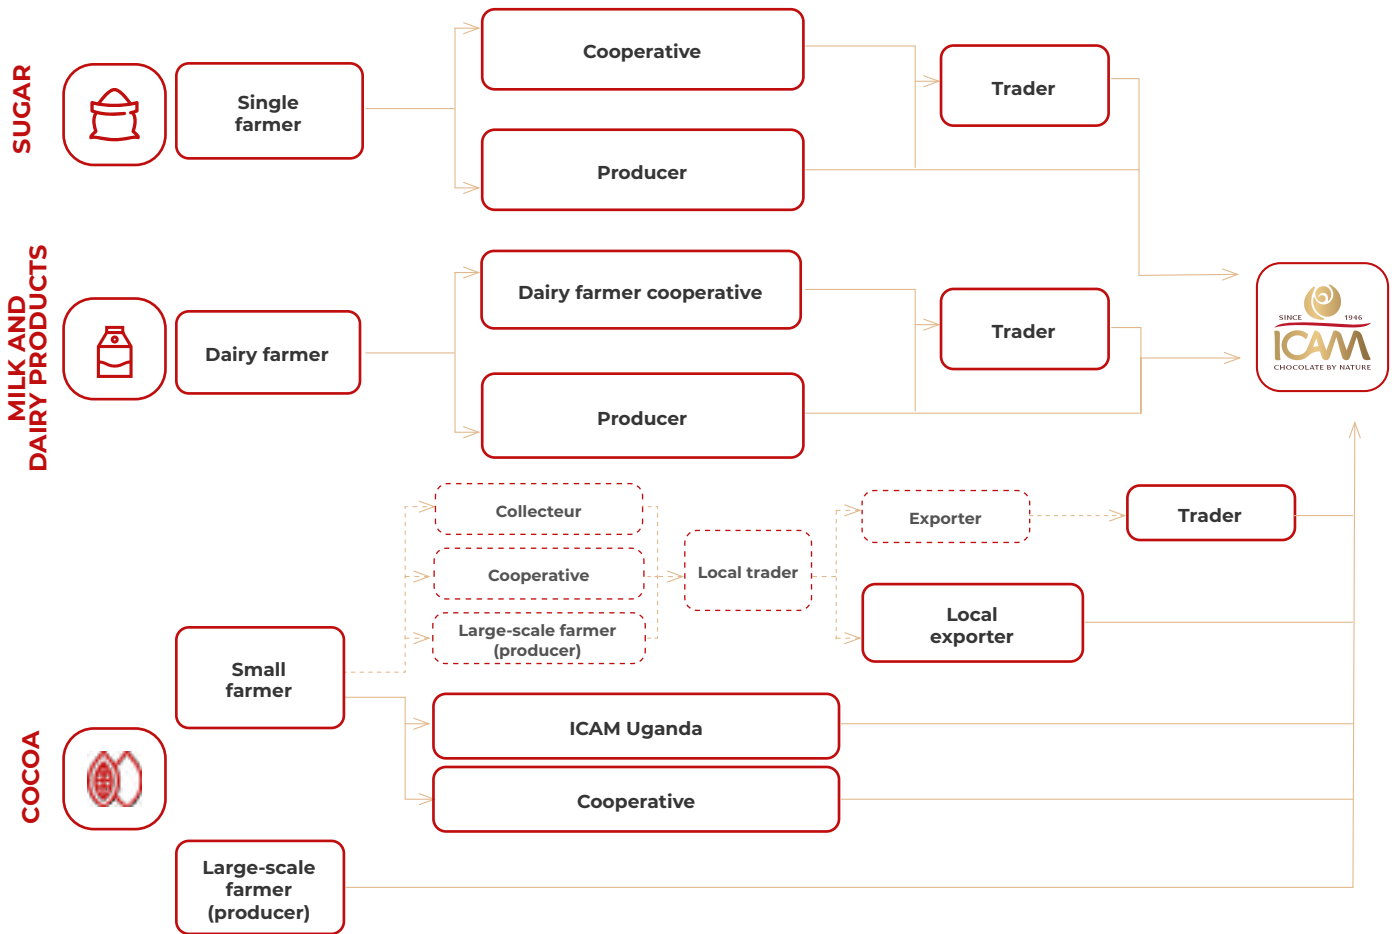 SUGAR
Single
farmer
Cooperative
Producer
Trader
MILK AND
DAIRY PRODUCTS
Dairy farmer
Dairy farmer cooperative
Producer
Trader
SINCE 1946
ICAM
CHOCOLATE BY NATURE
COCOA
Small
farmer
Collecteur
Cooperative
Large-scale farmer
(producer)
Local trader
Exporter
Trader
Local
exporter
ICAM Uganda
Cooperative
Large-scale
farmer
(producer)